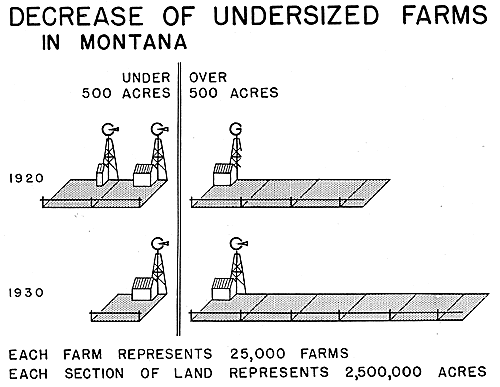 DECREASE OF UNDERSIZED FARMS
IN MONTANA
UNDER
500 ACRES
OVER
500 ACRES
1920
1930
EACH FARM REPRESENTS 25,000 FARMS
EACH SECTION OF LAND REPRESENTS 2,500,000 ACRES